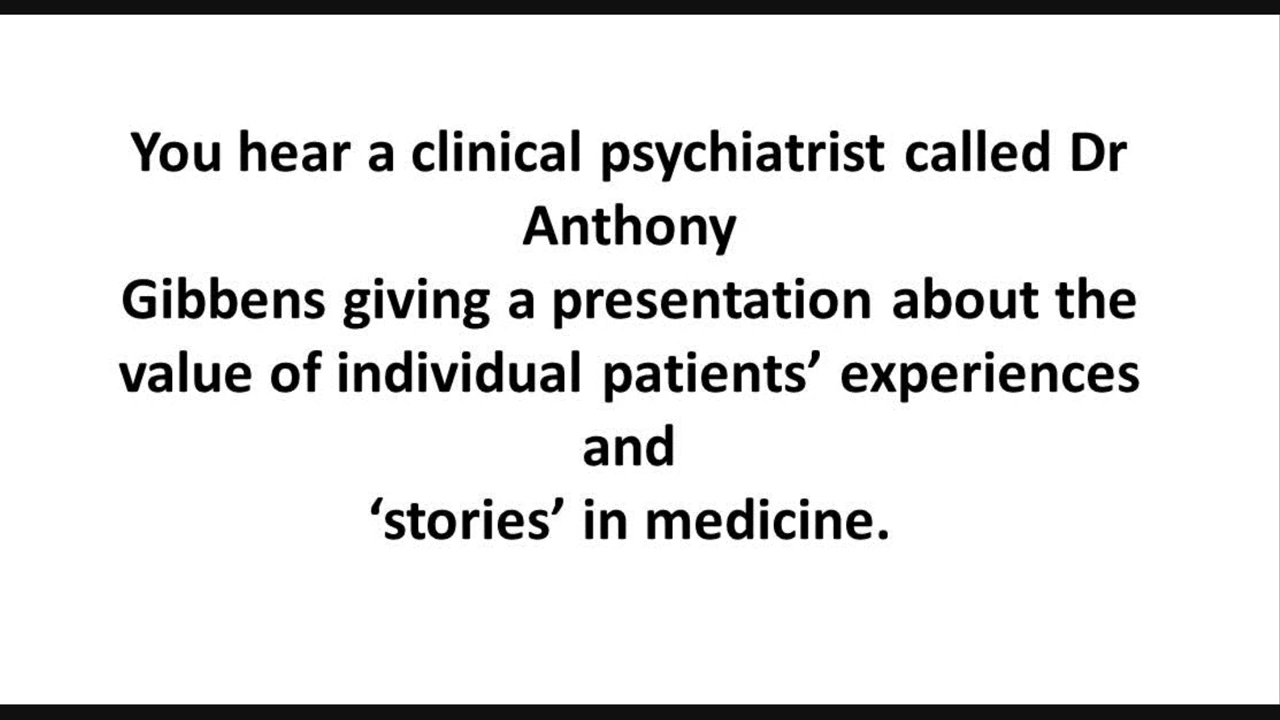 You hear a clinical psychiatrist called Dr
Anthony
Gibbens giving a presentation about the
value of individual patients’ experiences
and
‘stories’ in medicine.